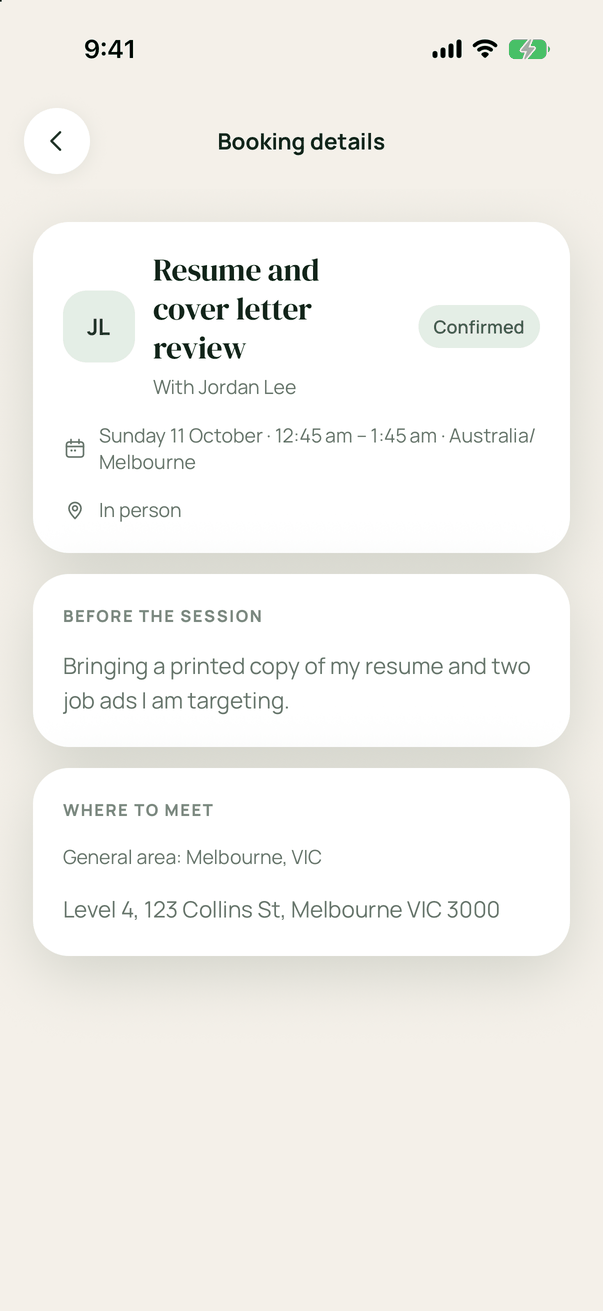 9:41
Booking details
Resume and
cover letter
review
JL
Confirmed
With Jordan Lee
Sunday 11 October · 12:45 am – 1:45 am · Australia/
Melbourne
In person
BEFORE THE SESSION
Bringing a printed copy of my resume and two
job ads I am targeting.
WHERE TO MEET
General area: Melbourne, VIC
Level 4, 123 Collins St, Melbourne VIC 3000